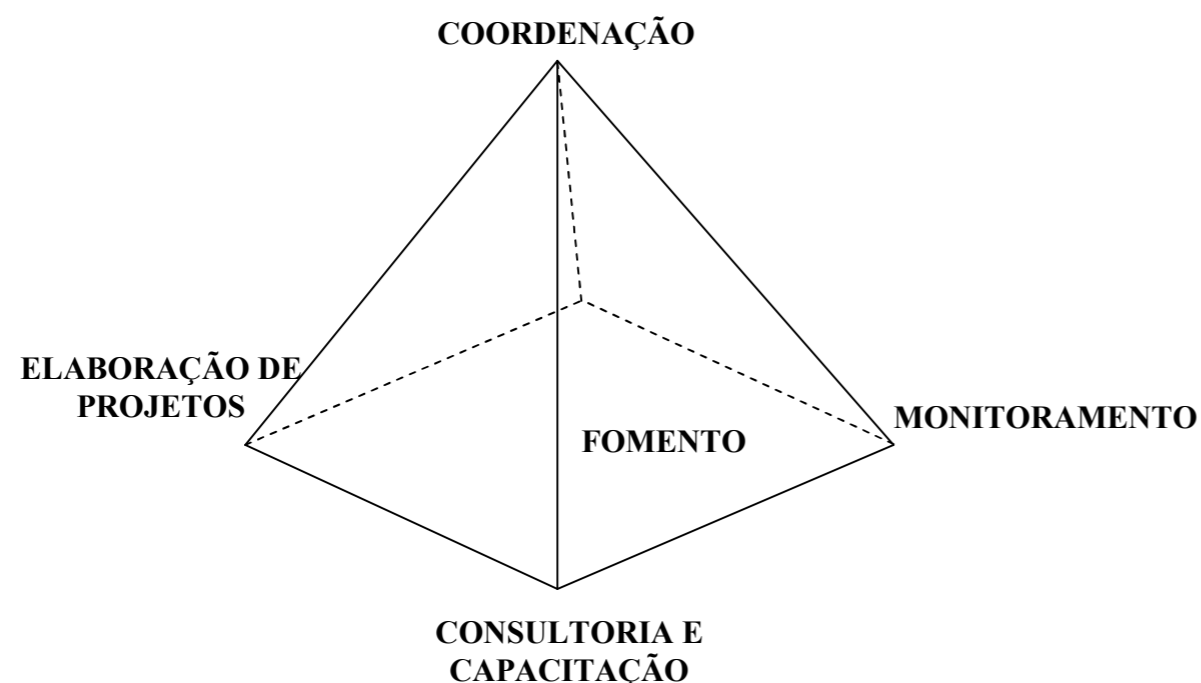 COORDENAÇÃO
ELABORAÇÃO DE
PROJETOS
MONITORAMENTO
FOMENTO
CONSULTORIA E
CAPACITAÇÃO